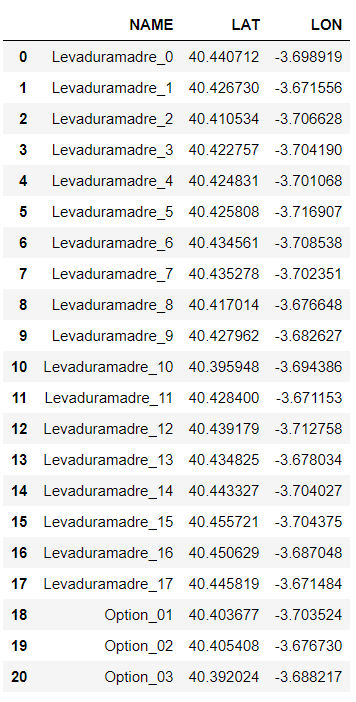 NAME LAT LON
0 Levaduramadre_0 40.440712 -3.698919
1 Levaduramadre_1 40.426730 -3.671556
2 Levaduramadre_2 40.410534 -3.706628
3 Levaduramadre_3 40.422757 -3.704190
4 Levaduramadre_4 40.424831 -3.701068
5 Levaduramadre_5 40.425808 -3.716907
6 Levaduramadre_6 40.434561 -3.708538
7 Levaduramadre_7 40.435278 -3.702351
8 Levaduramadre_8 40.417014 -3.676648
9 Levaduramadre_9 40.427962 -3.682627
10 Levaduramadre_10 40.395948 -3.694386
11 Levaduramadre_11 40.428400 -3.671153
12 Levaduramadre_12 40.439179 -3.712758
13 Levaduramadre_13 40.434825 -3.678034
14 Levaduramadre_14 40.443327 -3.704027
15 Levaduramadre_15 40.455721 -3.704375
16 Levaduramadre_16 40.450629 -3.687048
17 Levaduramadre_17 40.445819 -3.671484
18 Option_01 40.403677 -3.703524
19 Option_02 40.405408 -3.676730
20 Option_03 40.392024 -3.688217